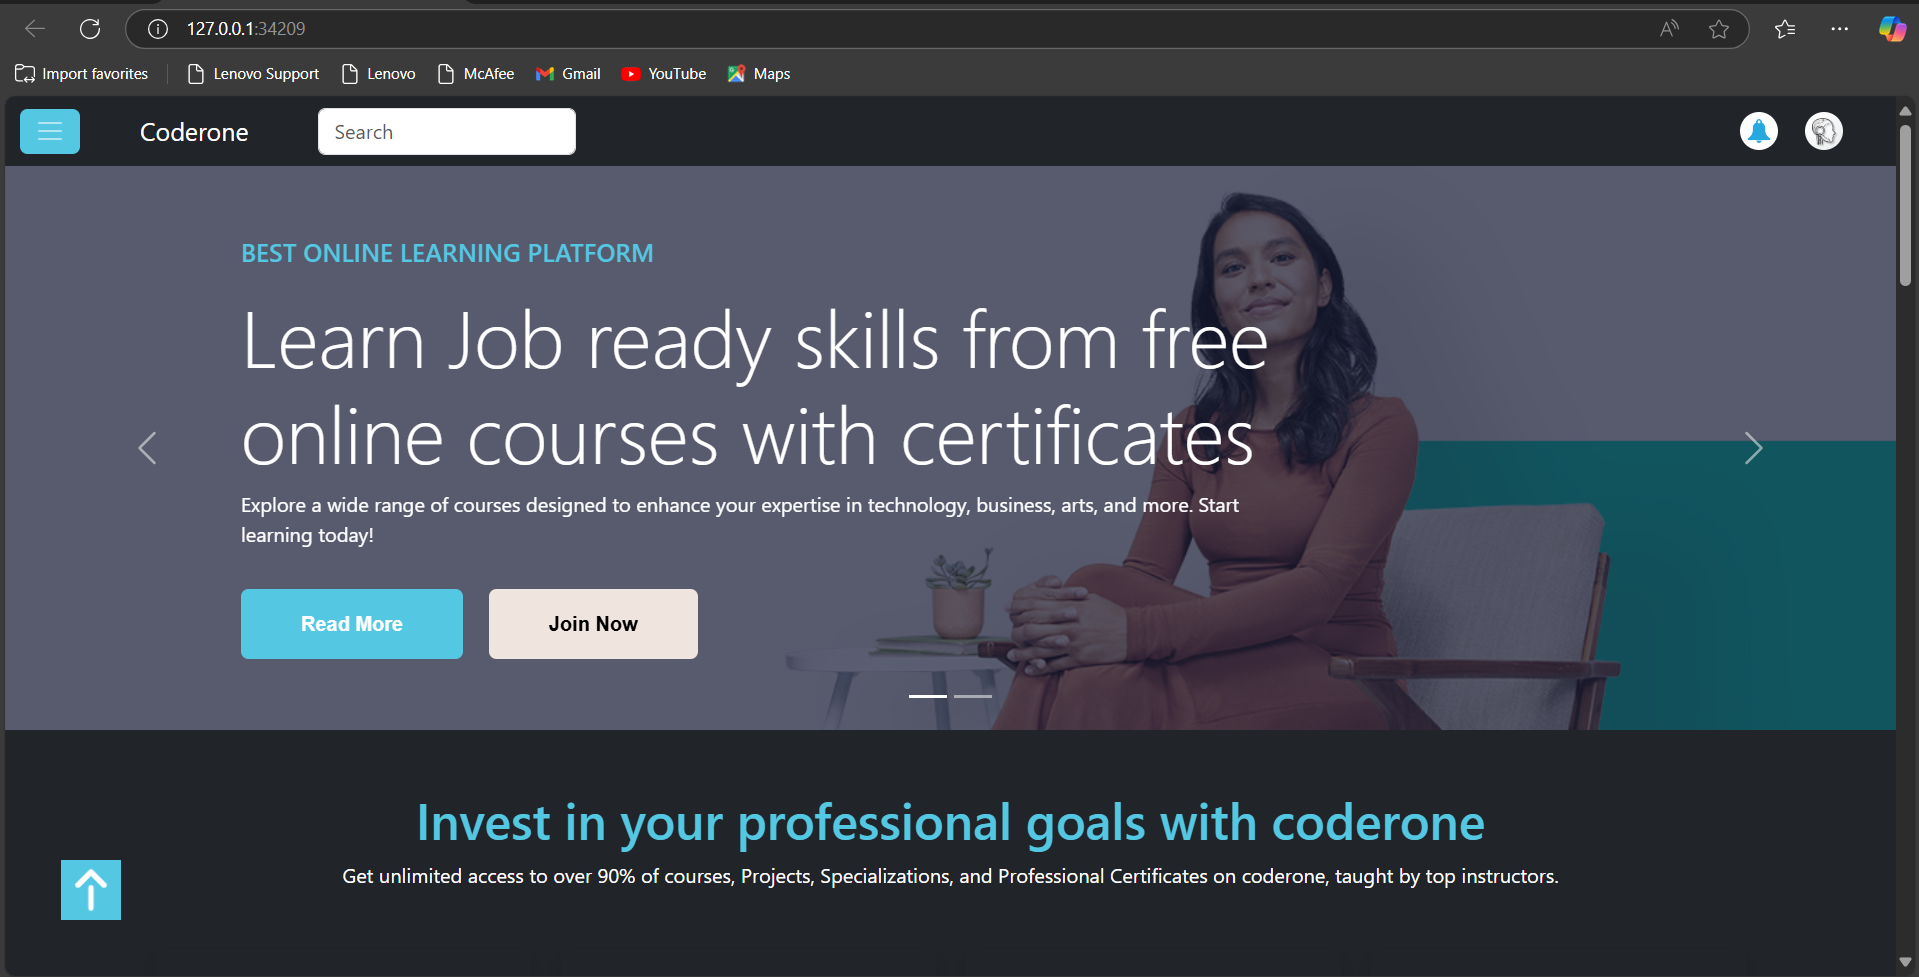 127.0.0.1:34209
Import favorites
Lenovo Support
Lenovo
McAfee
Gmail
YouTube
Maps
Coderone
Search
BEST ONLINE LEARNING PLATFORM
Learn Job ready skills from free
online courses with certificates
Explore a wide range of courses designed to enhance your expertise in technology, business, arts, and more. Start
learning today!
Read More
Join Now
Invest in your professional goals with coderone
Get unlimited access to over 90% of courses, Projects, Specializations, and Professional Certificates on coderone, taught by top instructors.